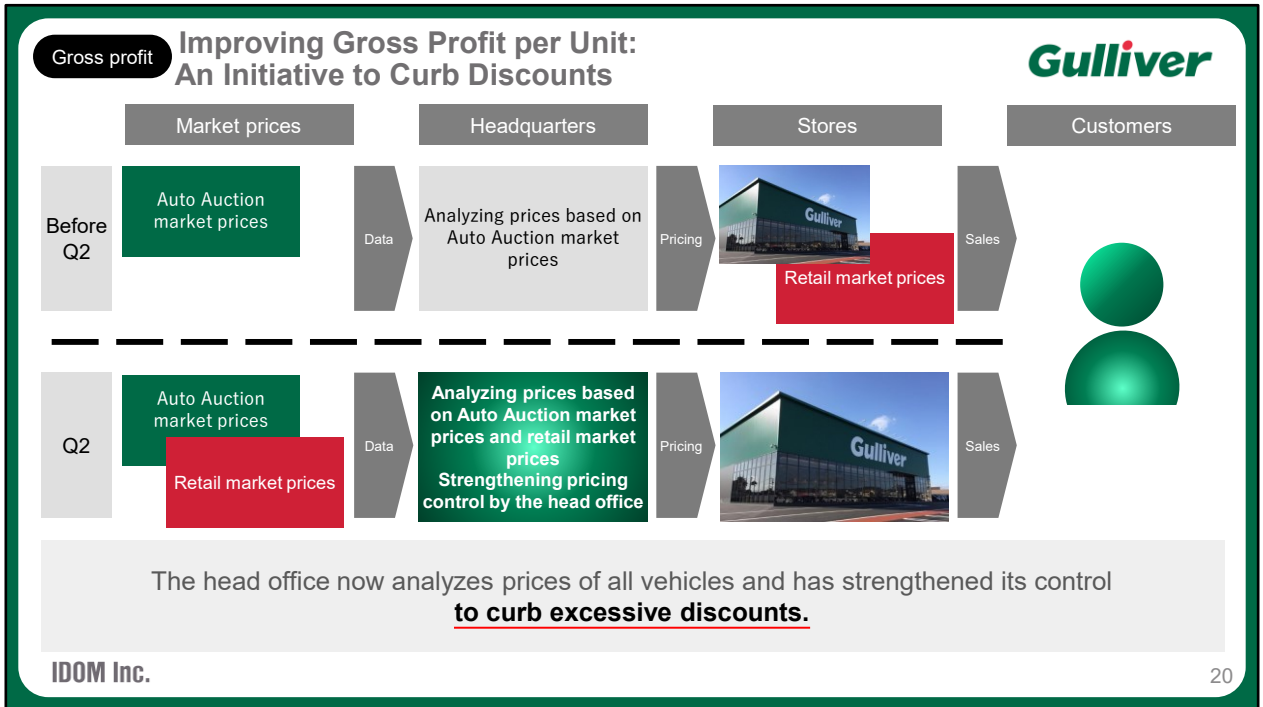 Gross profit
Improving Gross Profit per Unit:
An Initiative to Curb Discounts
Gulliver
Market prices
Headquarters
Stores
Customers
Before
Q2
Auto Auction
market prices
Data
Analyzing prices based on
Auto Auction market
prices
Pricing
Gulliver
Retail market prices
Sales
Q2
Auto Auction
market prices
Retail market prices
Data
Analyzing prices based
on Auto Auction market
prices and retail market
prices
Strengthening pricing
control by the head office
Pricing
Gulliver
Sales
The head office now analyzes prices of all vehicles and has strengthened its control
to curb excessive discounts.
IDOM Inc.
20